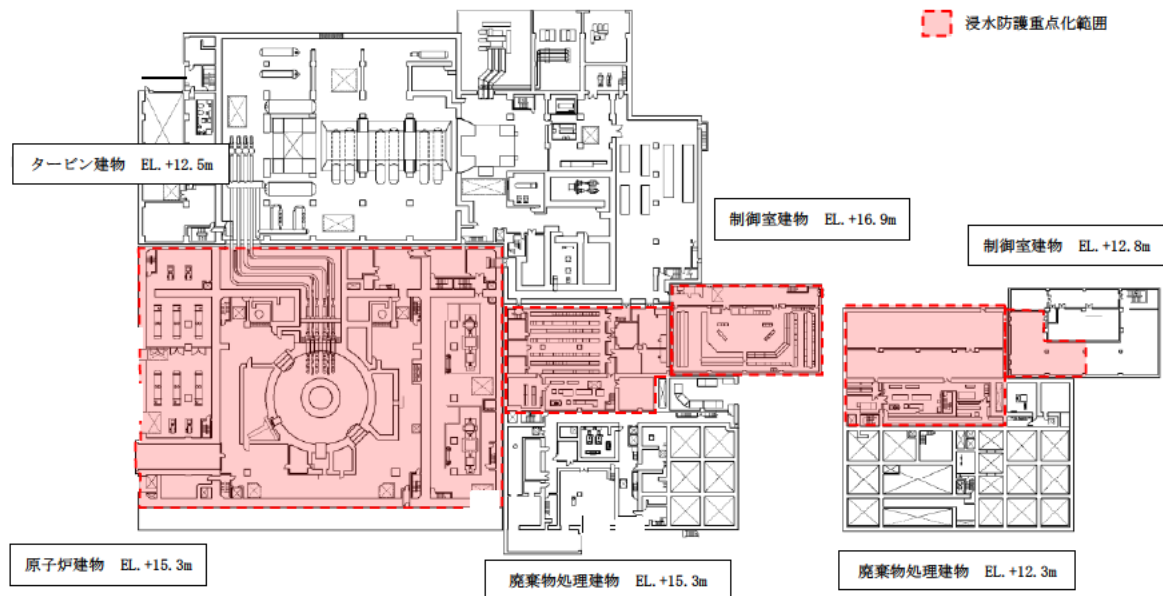 浸水防護重点化範囲
タービン建物 EL.+12.5m
制御室建物 EL.+16.9m
制御室建物 EL.+12.8m
原子炉建物 EL.+15.3m
廃棄物処理建物 EL.+15.3m
廃棄物処理建物 EL.+12.3m